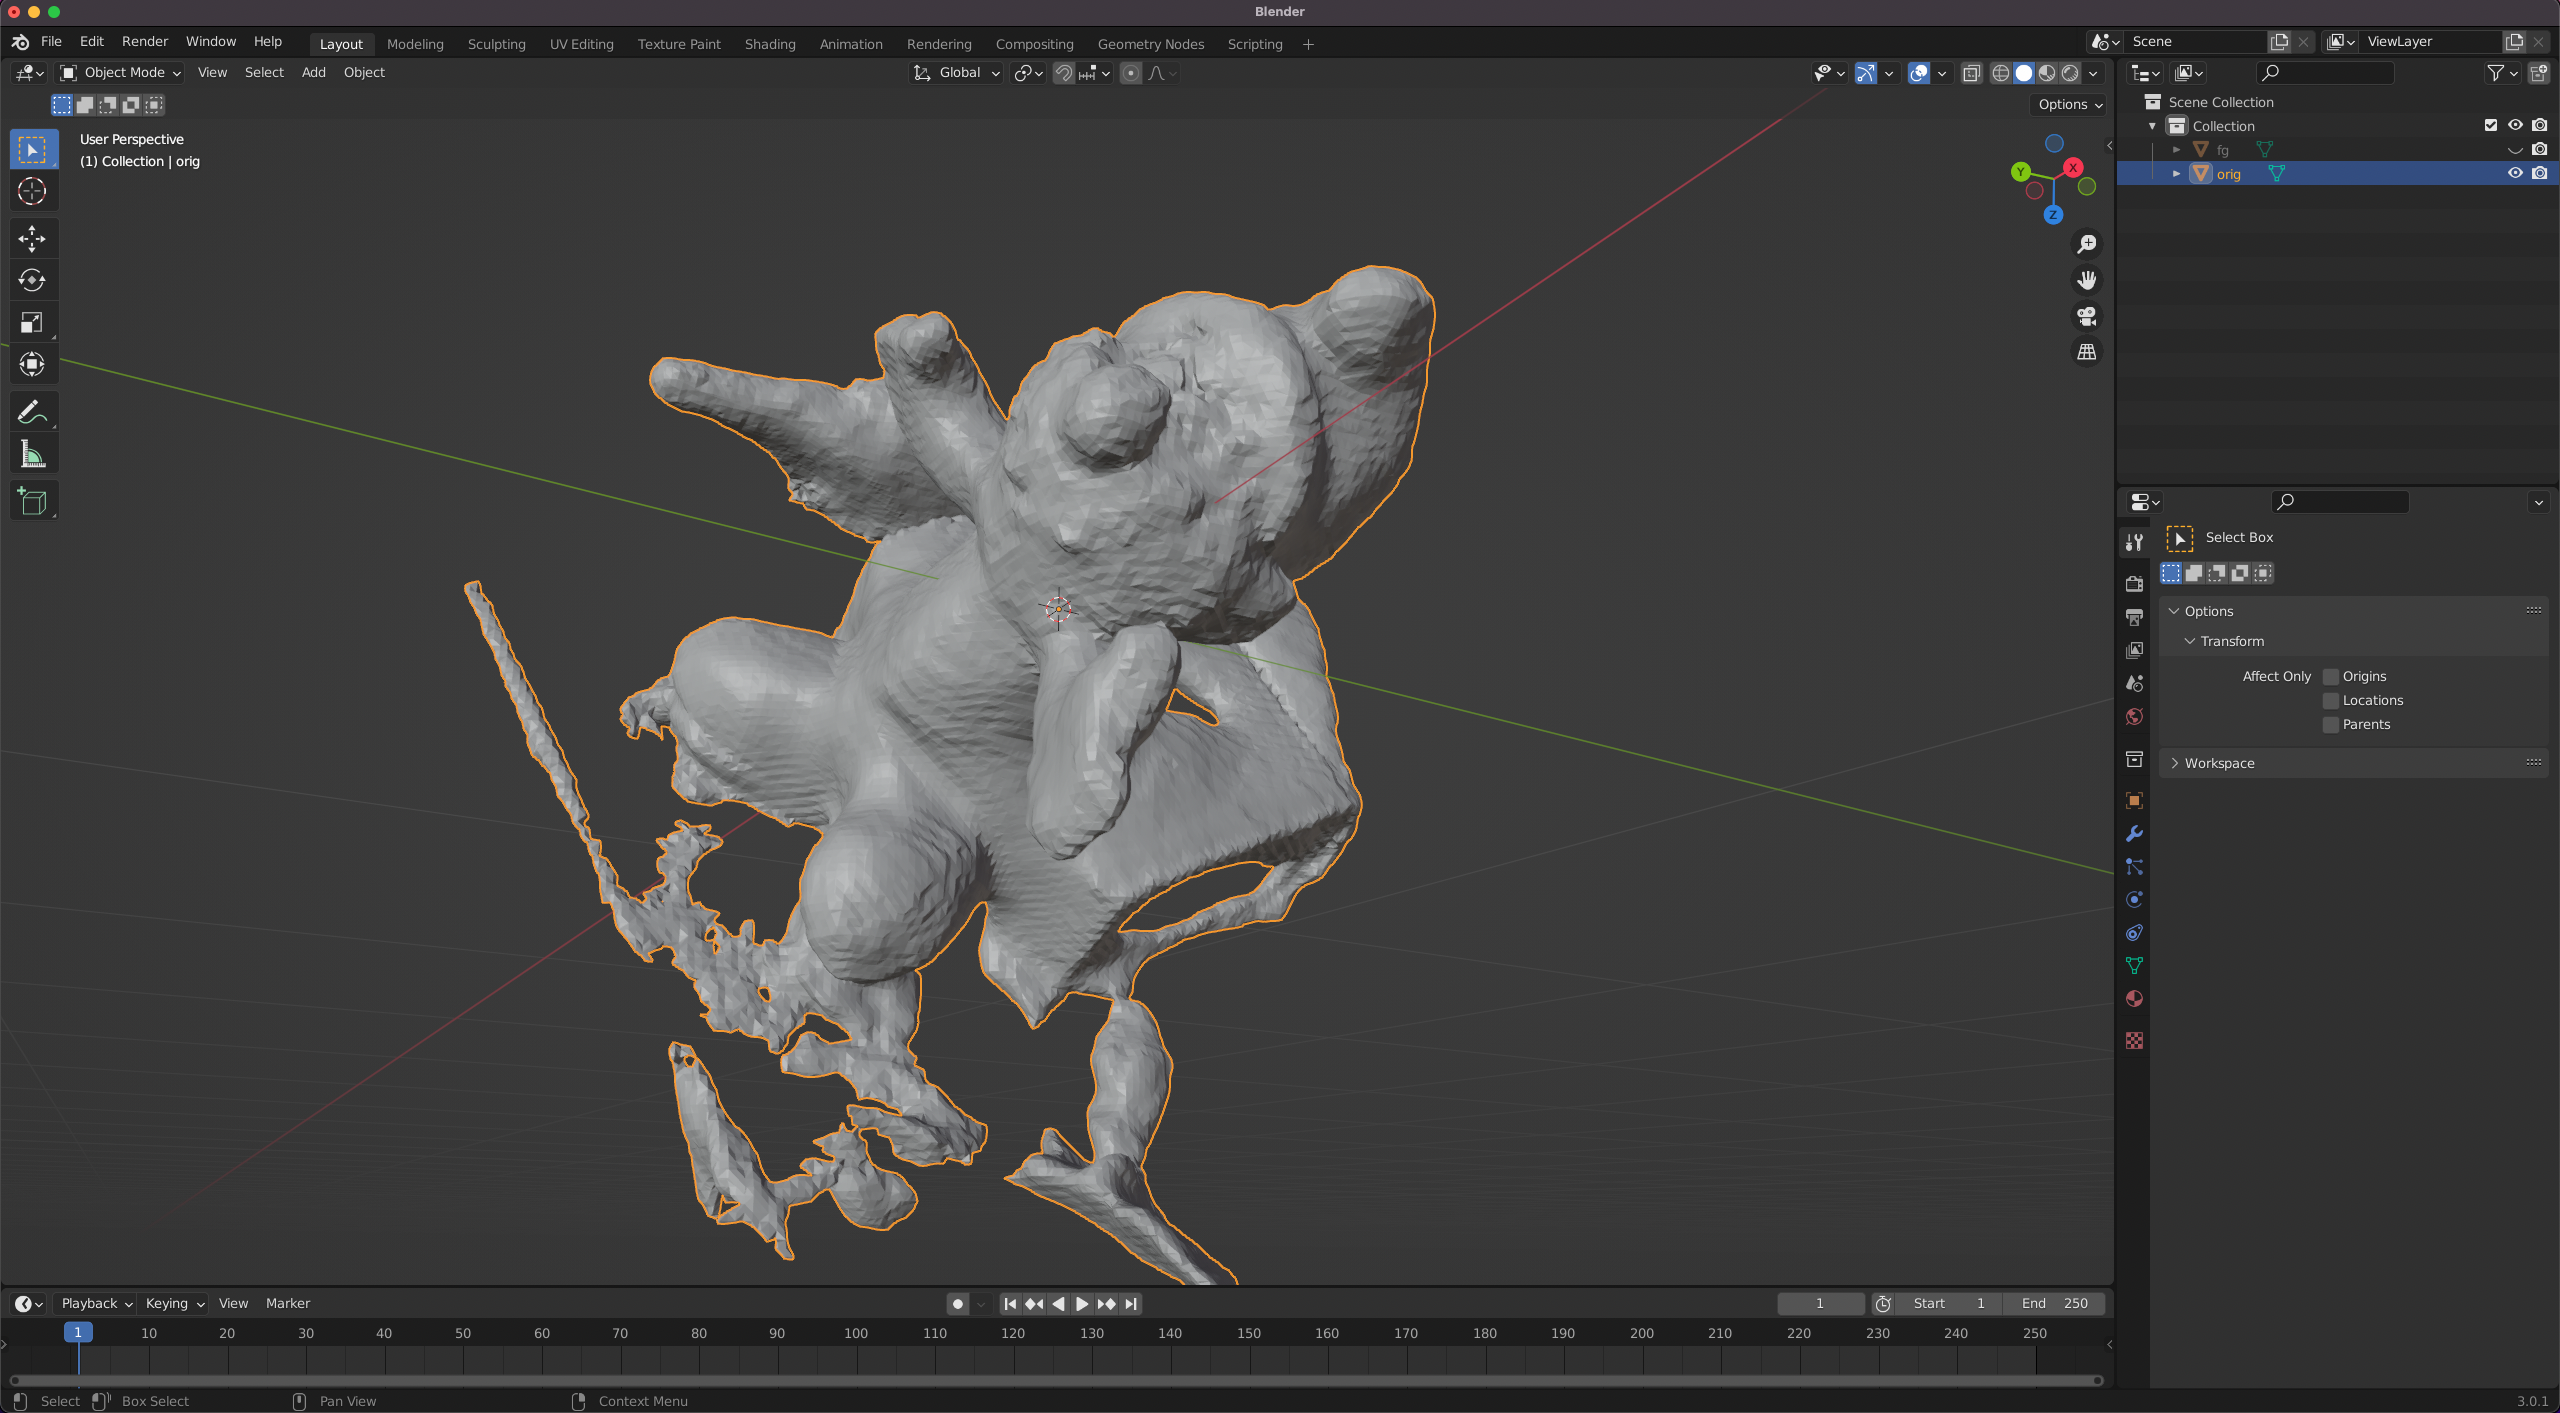 Blender
File Edit Render Window Help Layout Modeling Sculpting UV Editing Texture Paint Shading Animation Rendering Compositing Geometry Nodes Scripting + Scene ViewLayer
Object Mode View Select Add Object Global
Options
User Perspective
(1) Collection | orig
X
Y
Z
Scene Collection
Collection
fg
orig
Select Box
Options
Transform
Affect Only Origins
Locations
Parents
Workspace
Playback Keying View Marker 1 Start 1 End 250
1 10 20 30 40 50 60 70 80 90 100 110 120 130 140 150 160 170 180 190 200 210 220 230 240 250
Select Box Select Pan View Context Menu 3.0.1